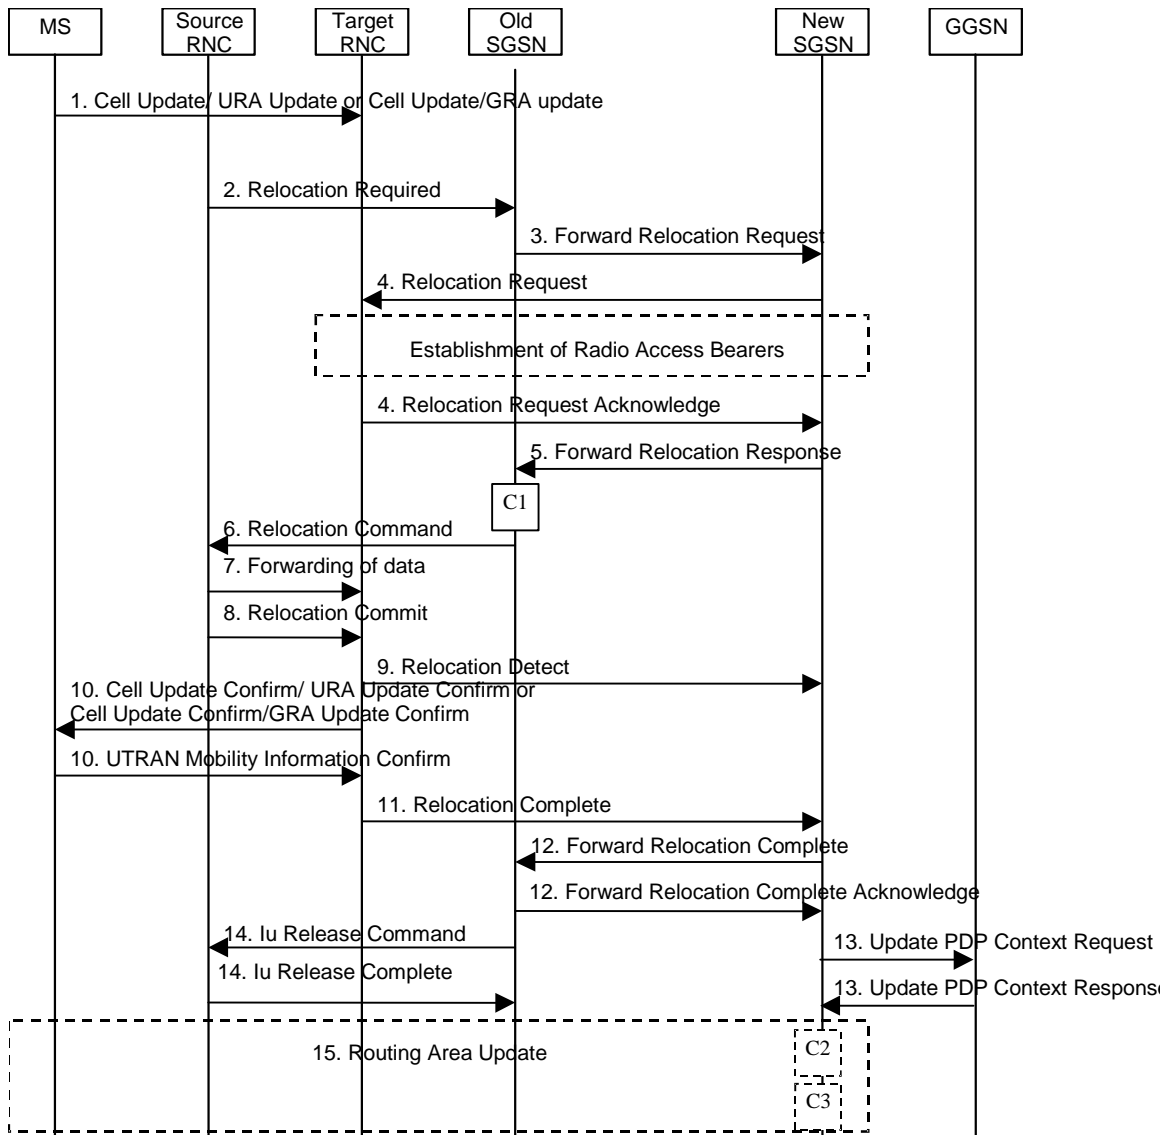 MS
Source
RNC
Target
RNC
Old
SGSN
New
SGSN
GGSN
1. Cell Update/ URA Update or Cell Update/GRA update
2. Relocation Required
3. Forward Relocation Request
4. Relocation Request
Establishment of Radio Access Bearers
4. Relocation Request Acknowledge
5. Forward Relocation Response
C1
6. Relocation Command
7. Forwarding of data
8. Relocation Commit
9. Relocation Detect
10. Cell Update Confirm/ URA Update Confirm or
Cell Update Confirm/GRA Update Confirm
10. UTRAN Mobility Information Confirm
11. Relocation Complete
12. Forward Relocation Complete
12. Forward Relocation Complete Acknowledge
14. Iu Release Command
13. Update PDP Context Request
14. Iu Release Complete
13. Update PDP Context Response
15. Routing Area Update
C2
C3